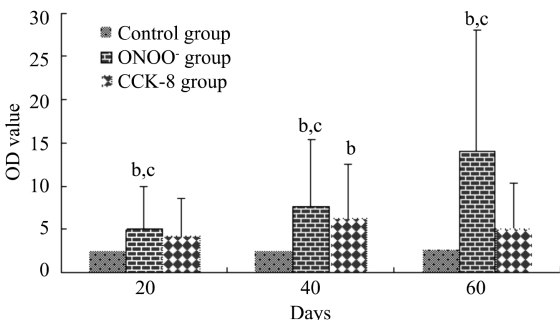 30
25
20
15
10
5
0
OD value
Control group
ONOO⁻ group
CCK-8 group
b,c
b,c
b
b,c
20
40
60
Days